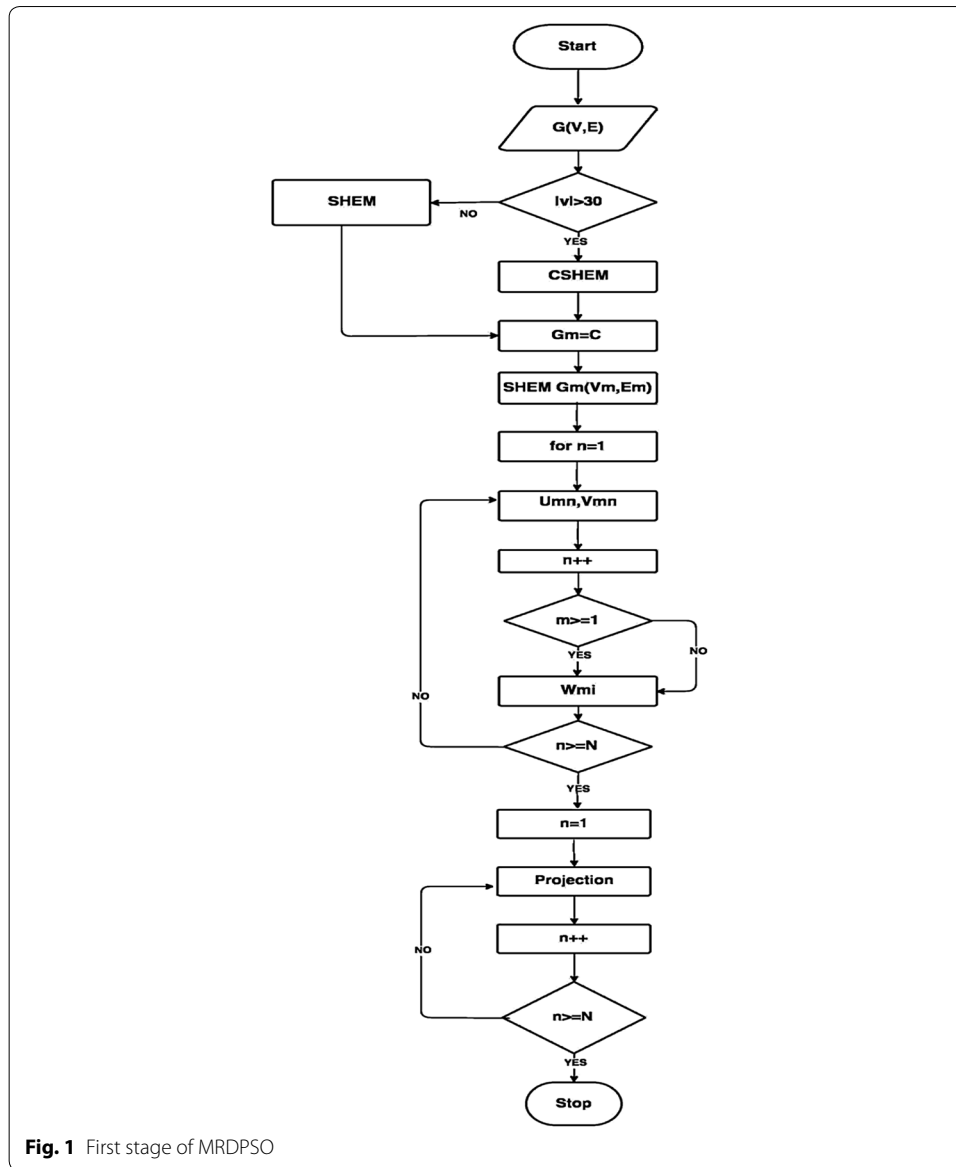 Start
G(V,E)
|v|>30
NO
SHEM
YES
CSHEM
Gm=C
SHEM Gm(Vm,Em)
for n=1
Umn,Vmn
n++
m>=1
YES
NO
Wmi
NO
n>=N
YES
n=1
Projection
n++
NO
n>=N
YES
Stop
Fig. 1 First stage of MRDPSO